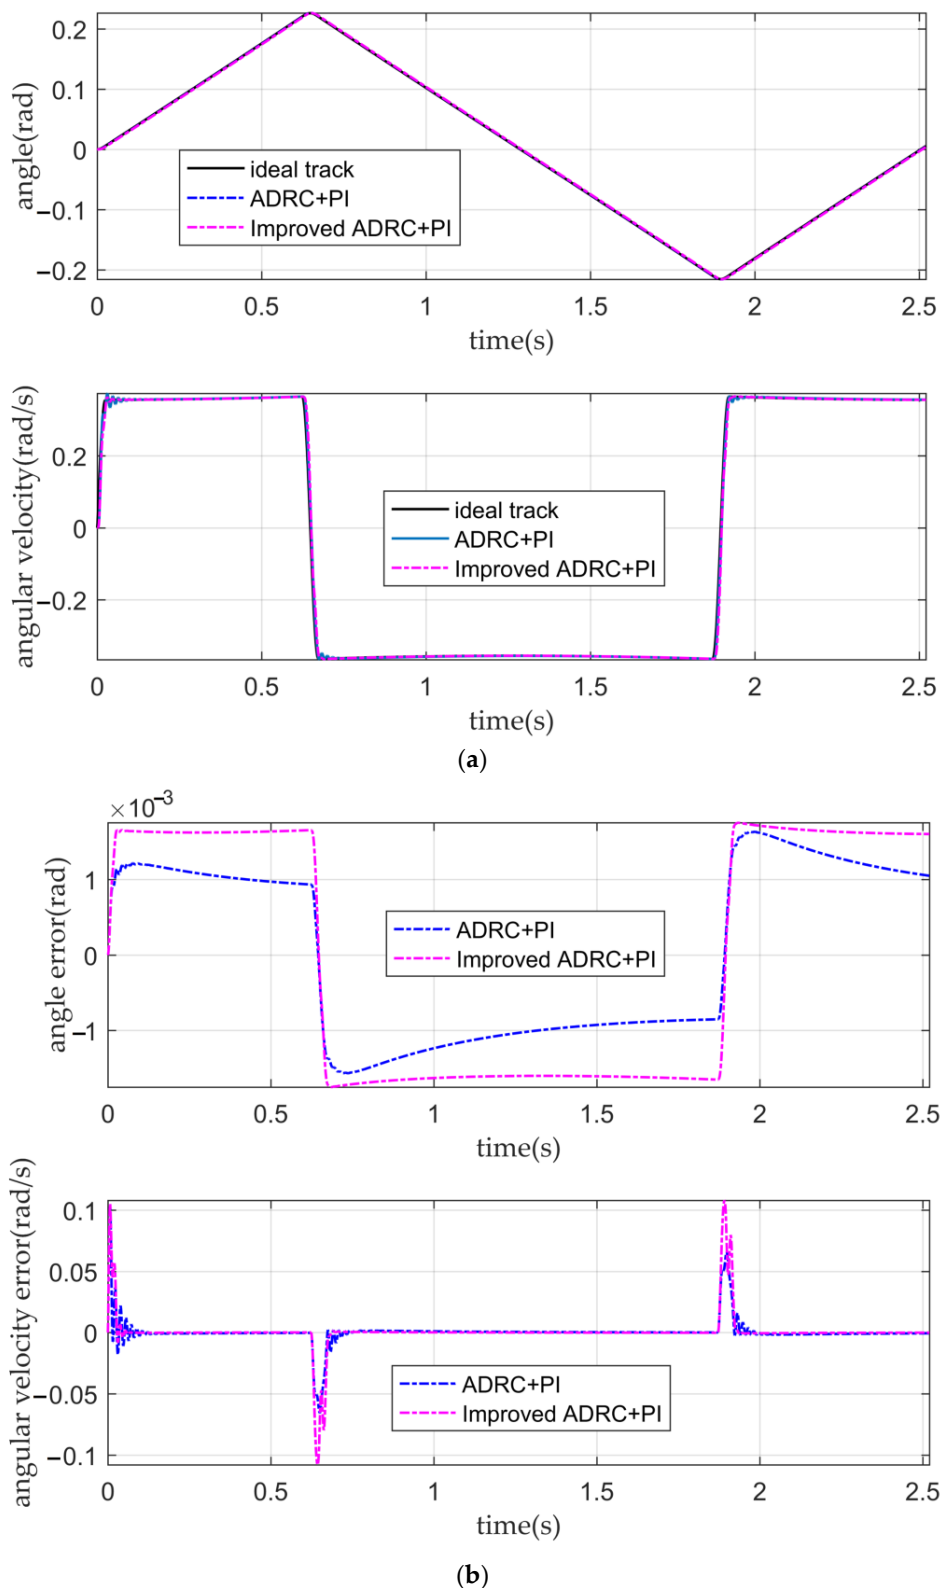 0.2
0.1
0
−0.1
−0.2
angle(rad)
ideal track
ADRC+PI
Improved ADRC+PI
0 0.5 1 1.5 2 2.5
time(s)
0.2
0
−0.2
angular velocity(rad/s)
ideal track
ADRC+PI
Improved ADRC+PI
0 0.5 1 1.5 2 2.5
time(s)
(a)
×10−3
1
0
−1
angle error(rad)
ADRC+PI
Improved ADRC+PI
0 0.5 1 1.5 2 2.5
time(s)
0.1
0.05
0
−0.05
−0.1
angular velocity error(rad/s)
ADRC+PI
Improved ADRC+PI
0 0.5 1 1.5 2 2.5
time(s)
(b)